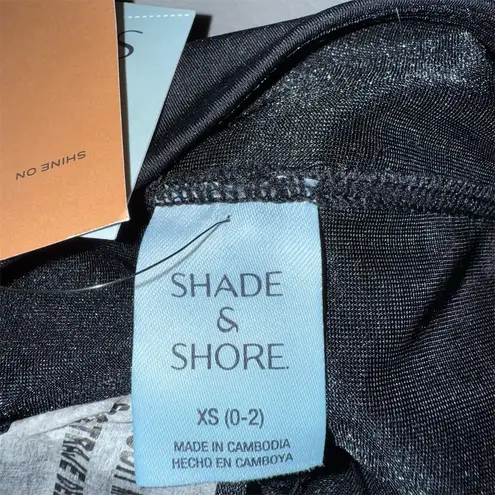 SHINE ON
S
SHADE
&
SHORE.
XS (0-2)
MADE IN CAMBODIA
HECHO EN CAMBOYA